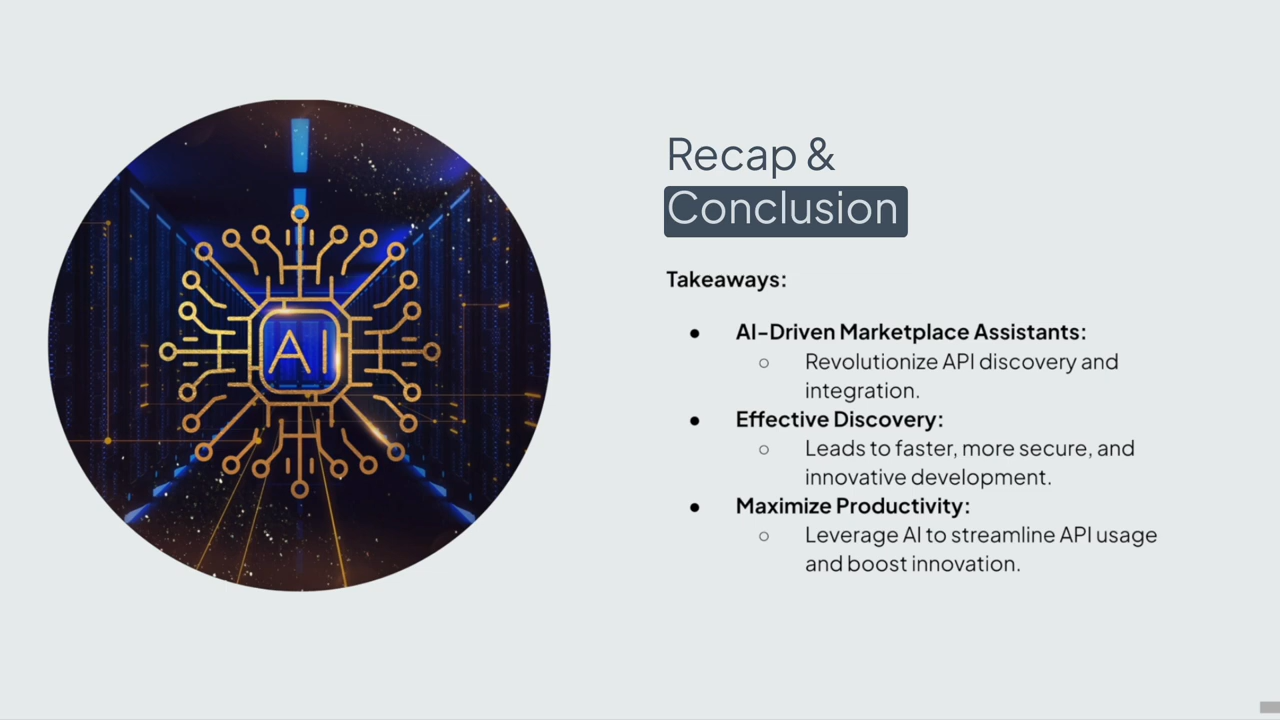 AI
Recap &
Conclusion
Takeaways:
● AI-Driven Marketplace Assistants:
○ Revolutionize API discovery and
integration.
● Effective Discovery:
○ Leads to faster, more secure, and
innovative development.
● Maximize Productivity:
○ Leverage AI to streamline API usage
and boost innovation.